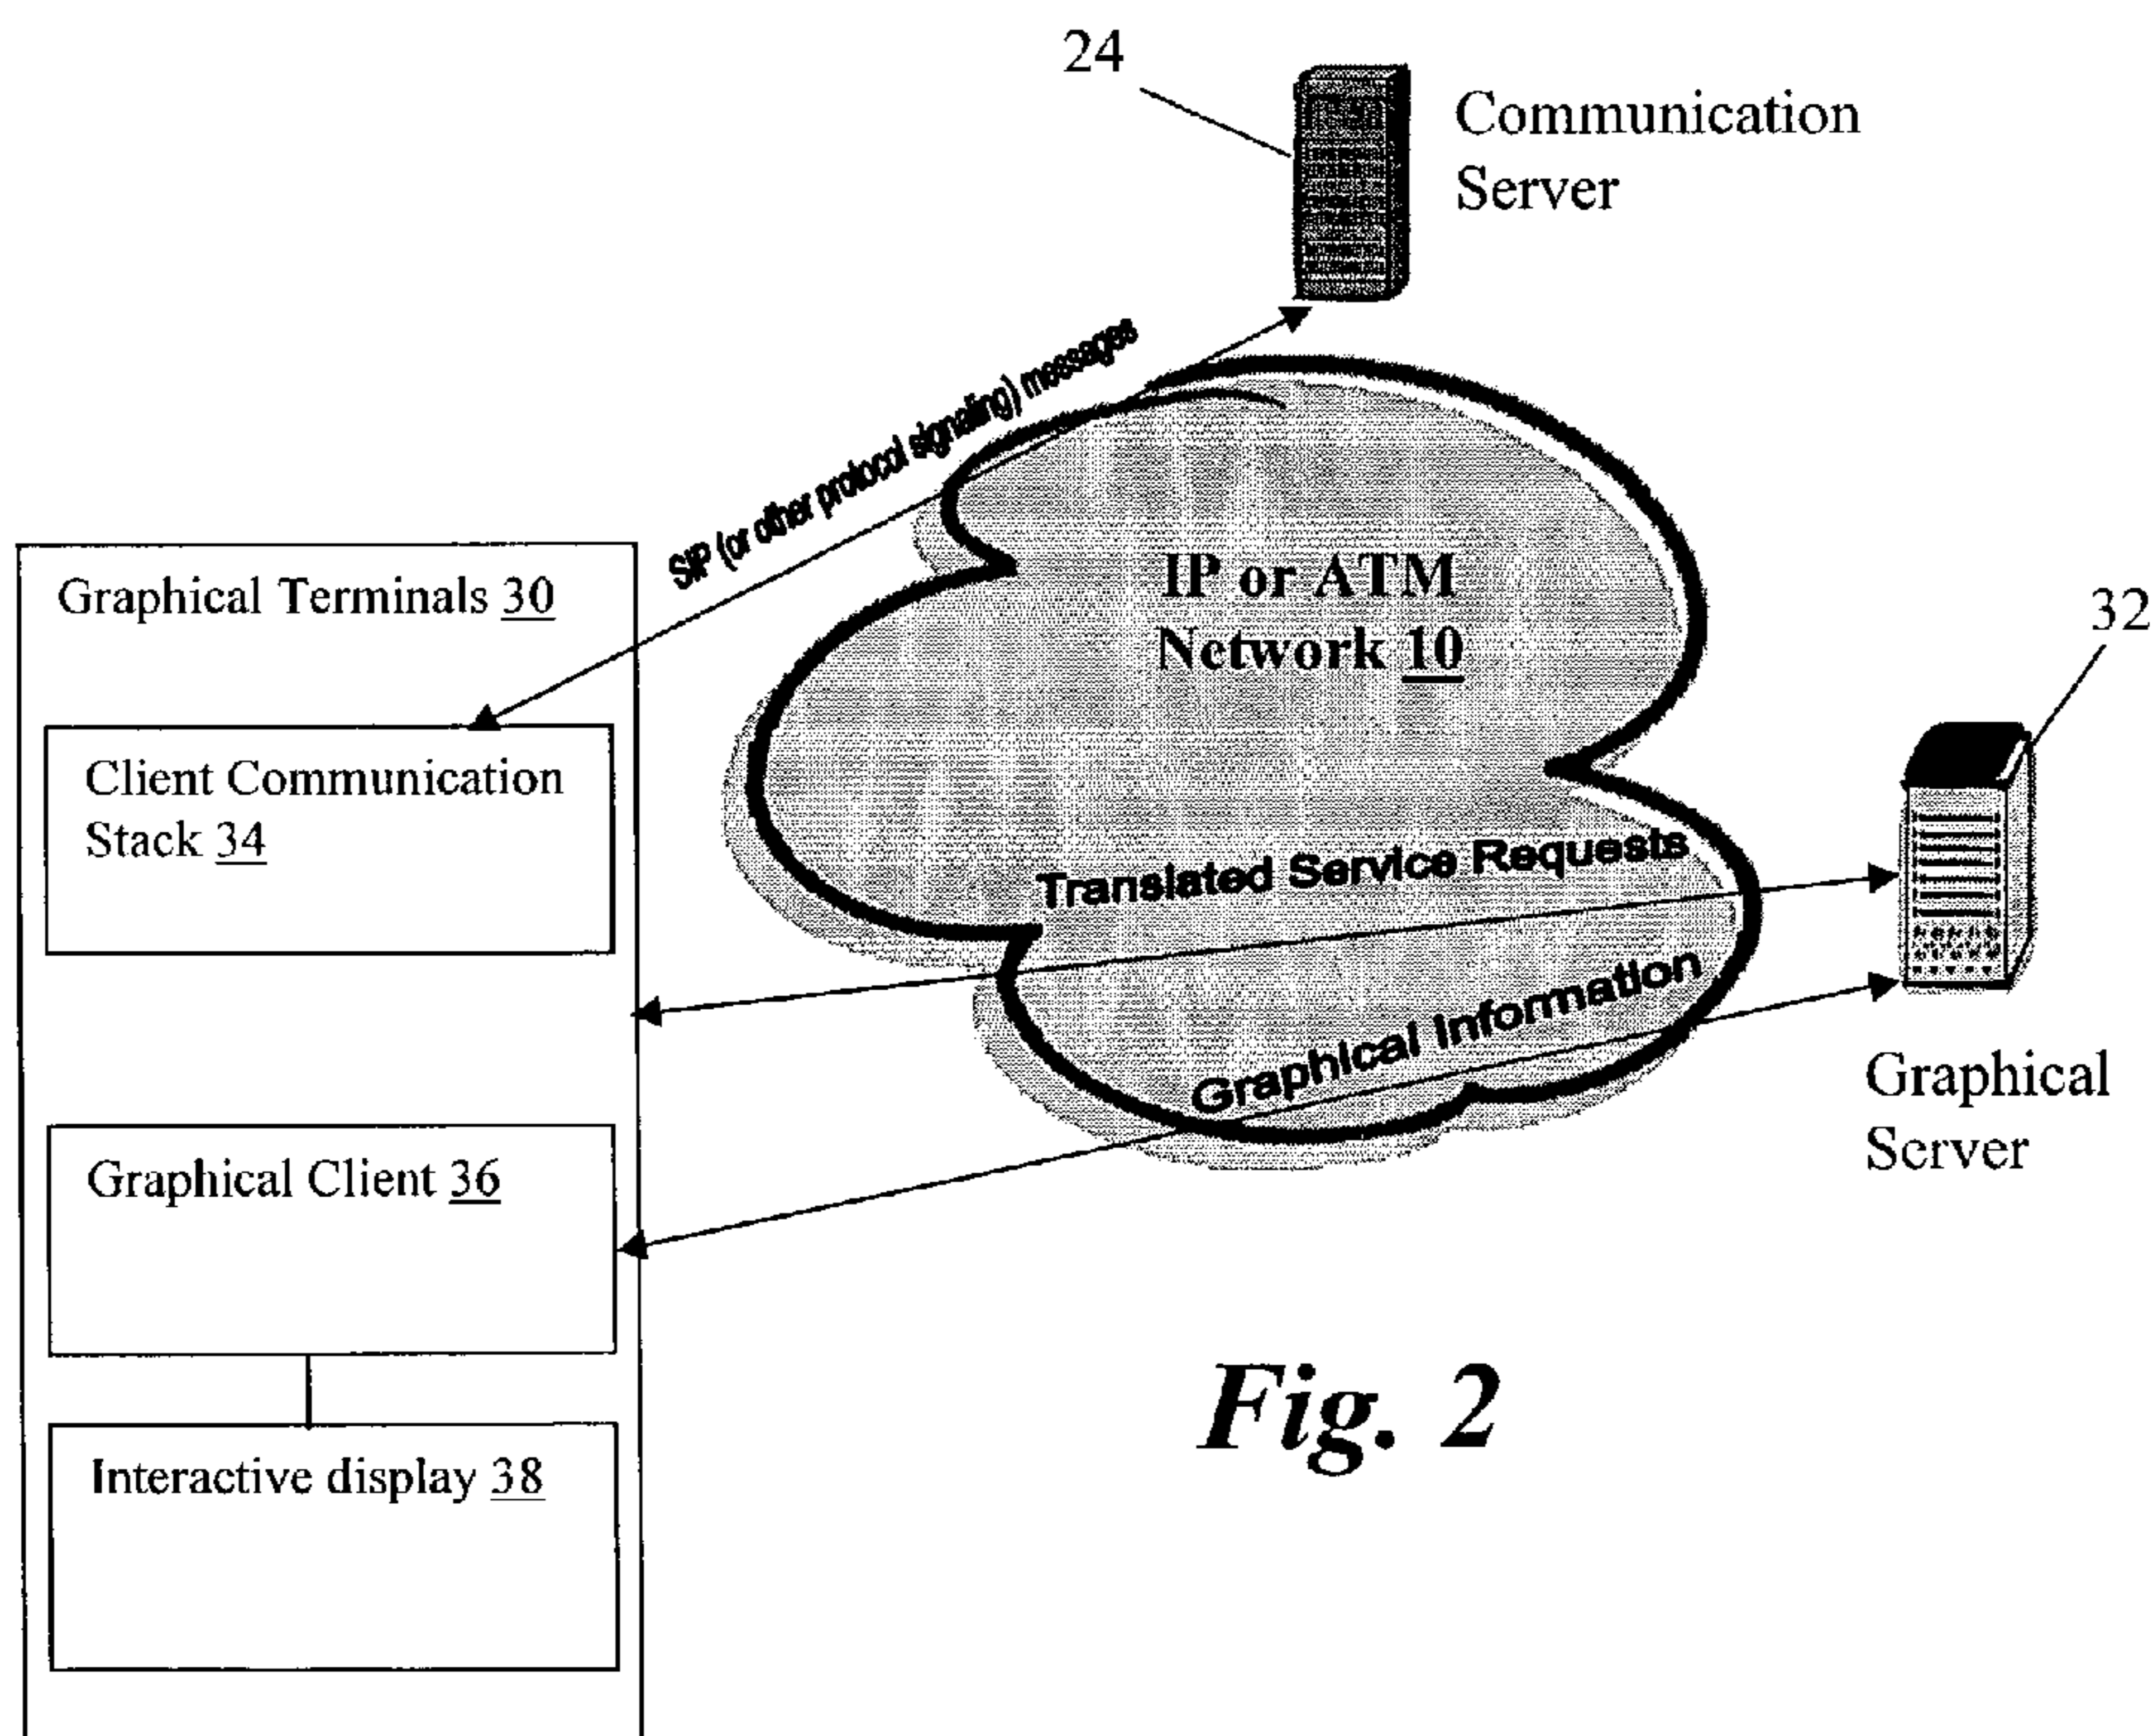 24
Communication
Server
SIP (or other protocol signaling) messages
IP or ATM
Network 10
32
Graphical Terminals 30
Client Communication
Stack 34
Translated Service Requests
Graphical Information
Graphical
Server
Graphical Client 36
Interactive display 38
Fig. 2